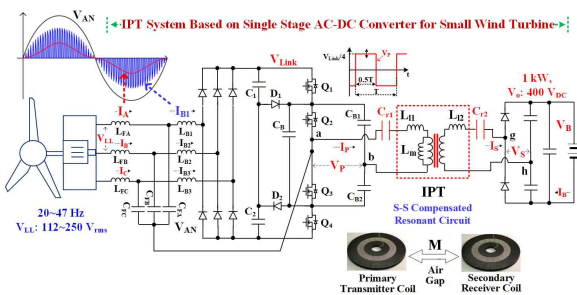 IPT System Based on Single Stage AC-DC Converter for Small Wind Turbine
V_AN
I_A
I_B1
V_Link/4
V_P
0.5T
T
t
V_Link
C_1
D_1
Q_1
Q_2
C_B
C_B1
a
b
I_P
V_P
C_r1
L_l1
L_m
L_l2
C_r2
I_S
g
V_S
h
1 kW,
V_o: 400 V_DC
V_B
I_B
I_A
L_FA
L_B1
V_LL
I_B
L_FB
I_B2
L_B2
I_C
L_FC
I_B3
L_B3
C_FC
C_FB
C_FA
V_AN
D_2
C_2
Q_3
Q_4
C_B2
IPT
S-S Compensated
Resonant Circuit
20~47 Hz
V_LL: 112~250 V_rms
M
Air
Gap
Primary
Transmitter Coil
Secondary
Receiver Coil